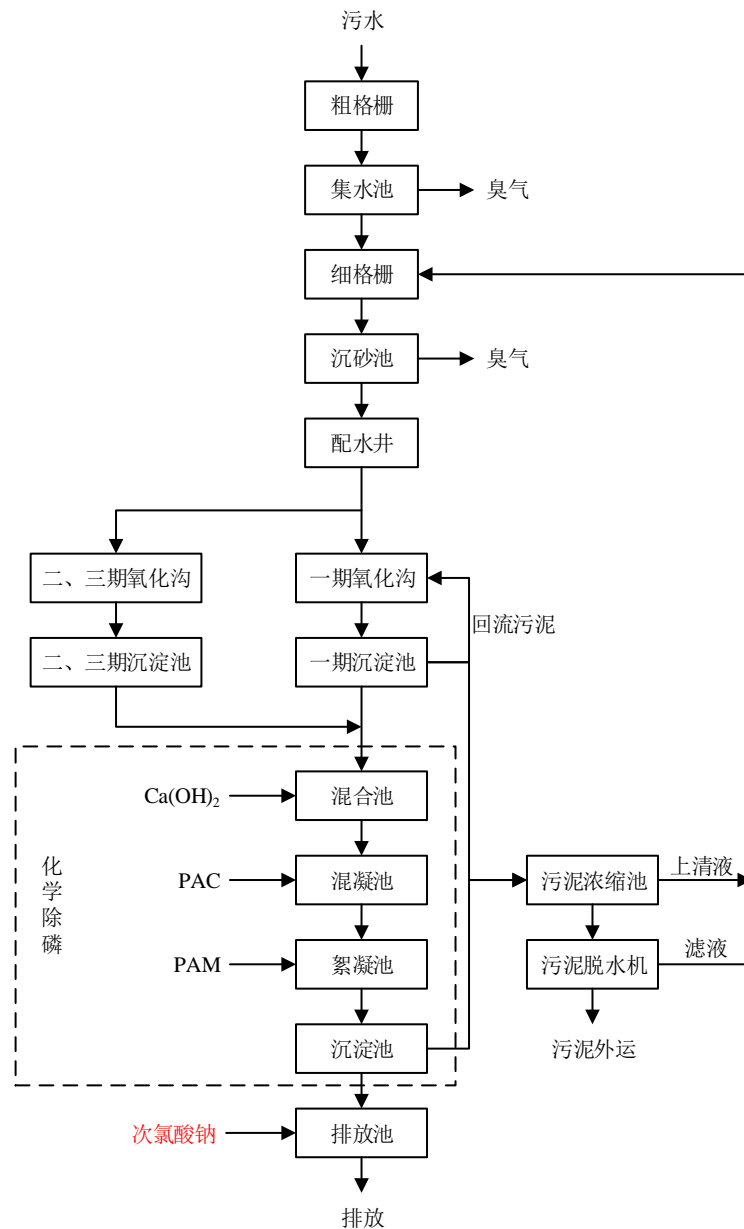 污水
粗格栅
集水池
臭气
细格栅
沉砂池
臭气
配水井
二、三期氧化沟
一期氧化沟
回流污泥
二、三期沉淀池
一期沉淀池
Ca(OH)₂
混合池
化学除磷
PAC
混凝池
污泥浓缩池
上清液
PAM
絮凝池
污泥脱水机
滤液
沉淀池
污泥外运
次氯酸钠
排放池
排放